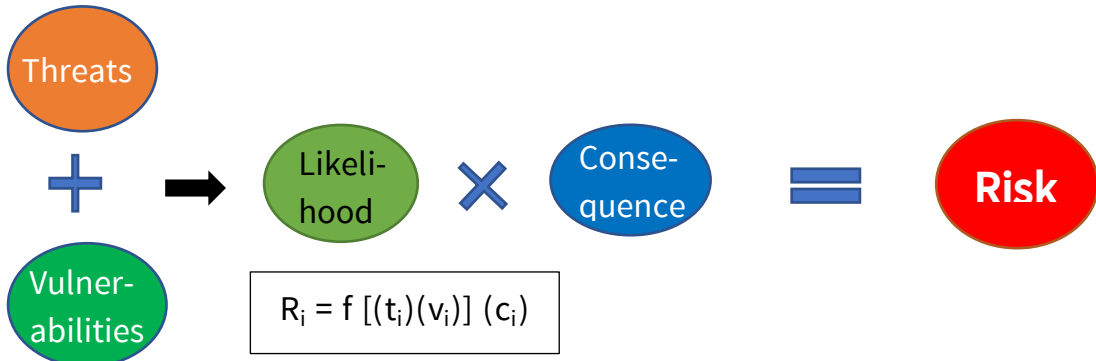 Threats
Vulner-
abilities
Likeli-
hood
Conse-
quence
Risk
Rᵢ = f [(tᵢ)(vᵢ)] (cᵢ)